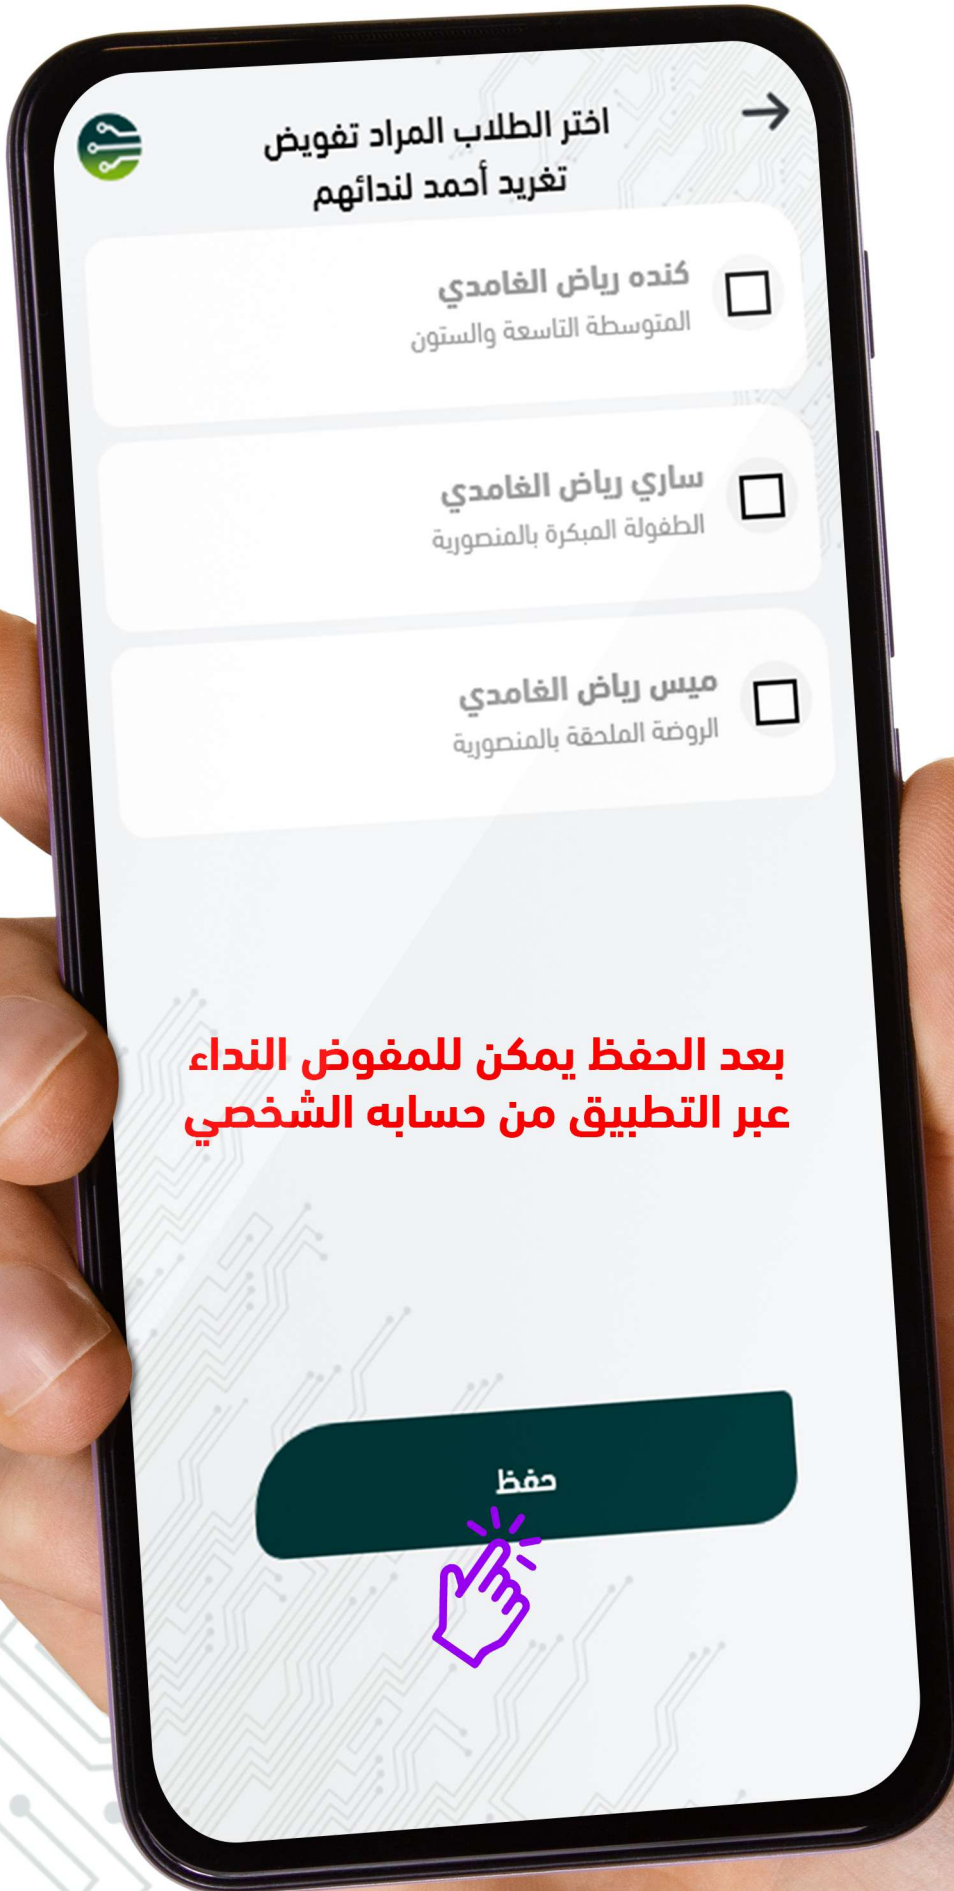 اختر الطلاب المراد تفويض
تغريد أحمد لندائهم
كنده رياض الغامدي
المتوسطة التاسعة والستون
ساري رياض الغامدي
الطفولة المبكرة بالمنصورية
ميس رياض الغامدي
الروضة الملحقة بالمنصورية
بعد الحفظ يمكن للمفوض النداء
عبر التطبيق من حسابه الشخصي
حفظ